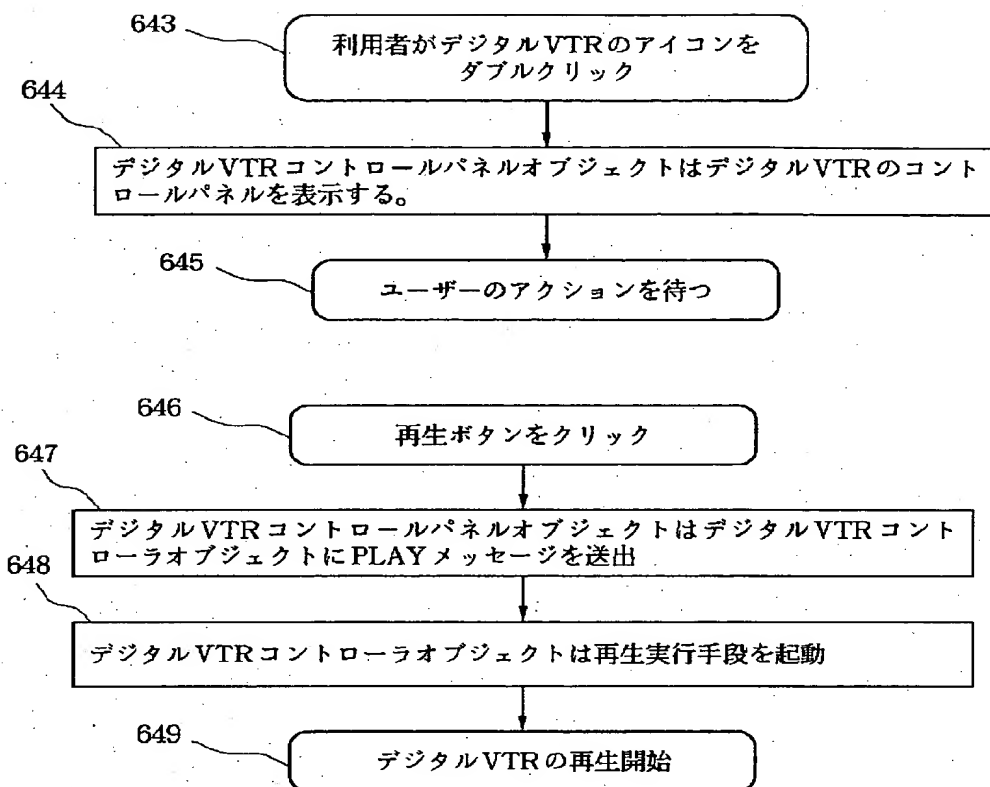 643
利用者がデジタルVTRのアイコンを
ダブルクリック
644
デジタルVTRコントロールパネルオブジェクトはデジタルVTRのコント
ロールパネルを表示する。
645
ユーザーのアクションを待つ
646
再生ボタンをクリック
647
デジタルVTRコントロールパネルオブジェクトはデジタルVTRコント
ローラオブジェクトにPLAYメッセージを送出
648
デジタルVTRコントローラオブジェクトは再生実行手段を起動
649
デジタルVTRの再生開始